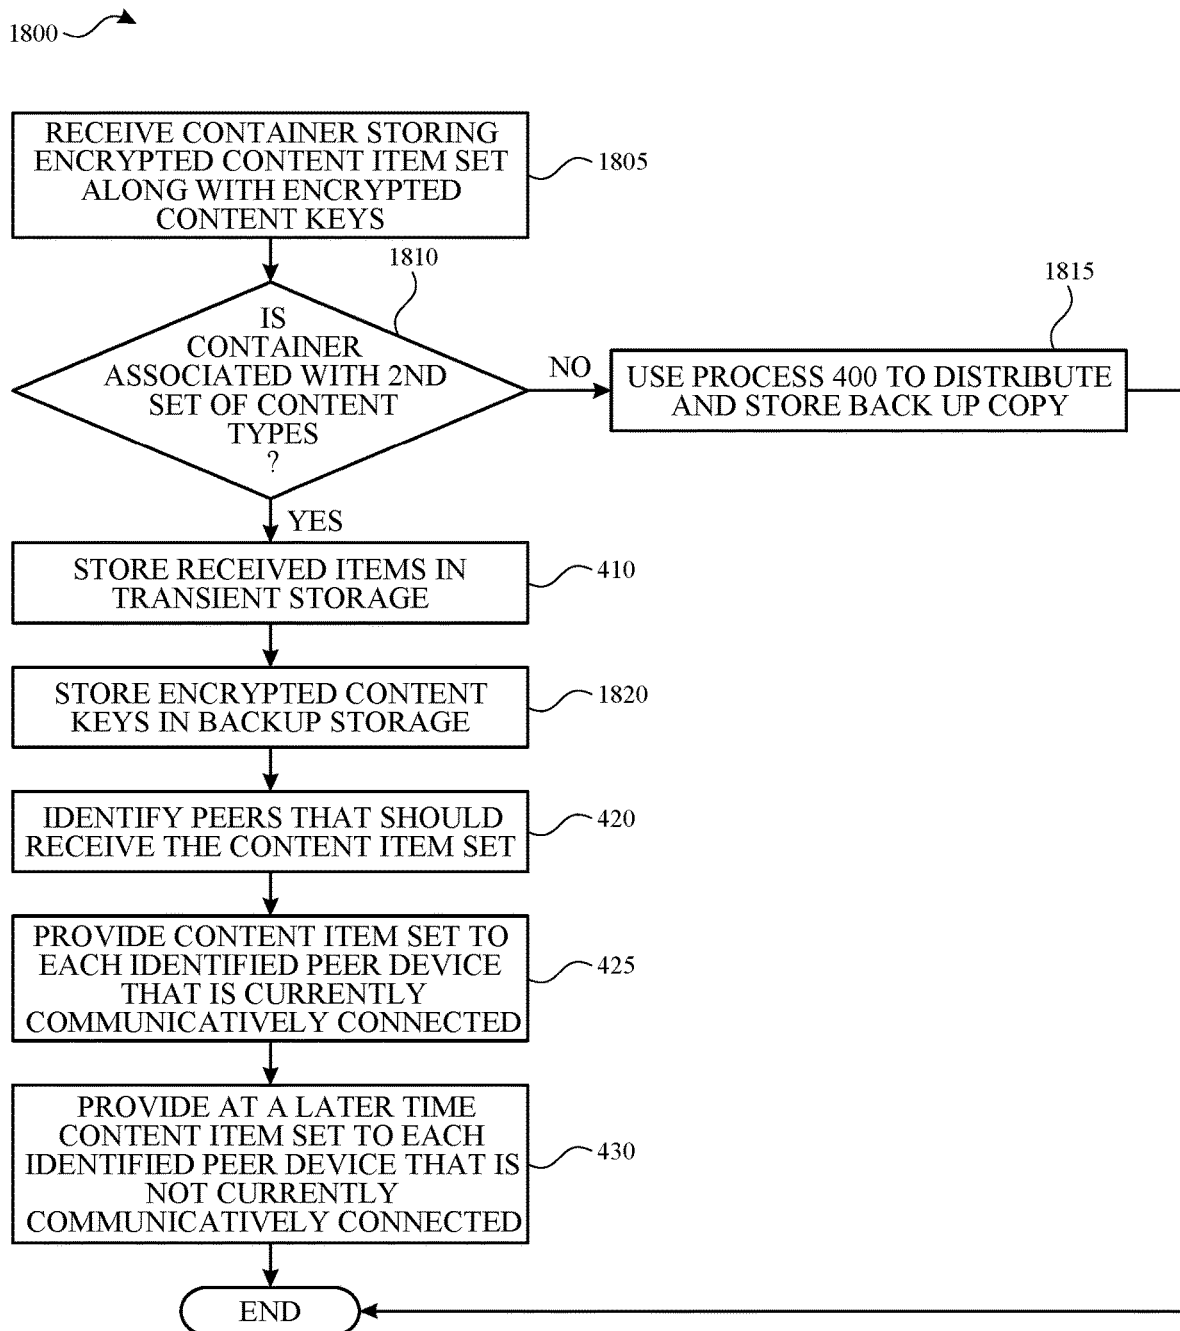 1800
RECEIVE CONTAINER STORING
ENCRYPTED CONTENT ITEM SET
ALONG WITH ENCRYPTED
CONTENT KEYS
1805
1810
IS
CONTAINER
ASSOCIATED WITH 2ND
SET OF CONTENT
TYPES
?
NO
1815
USE PROCESS 400 TO DISTRIBUTE
AND STORE BACK UP COPY
YES
STORE RECEIVED ITEMS IN
TRANSIENT STORAGE
410
STORE ENCRYPTED CONTENT
KEYS IN BACKUP STORAGE
1820
IDENTIFY PEERS THAT SHOULD
RECEIVE THE CONTENT ITEM SET
420
PROVIDE CONTENT ITEM SET TO
EACH IDENTIFIED PEER DEVICE
THAT IS CURRENTLY
COMMUNICATIVELY CONNECTED
425
PROVIDE AT A LATER TIME
CONTENT ITEM SET TO EACH
IDENTIFIED PEER DEVICE THAT IS
NOT CURRENTLY
COMMUNICATIVELY CONNECTED
430
END